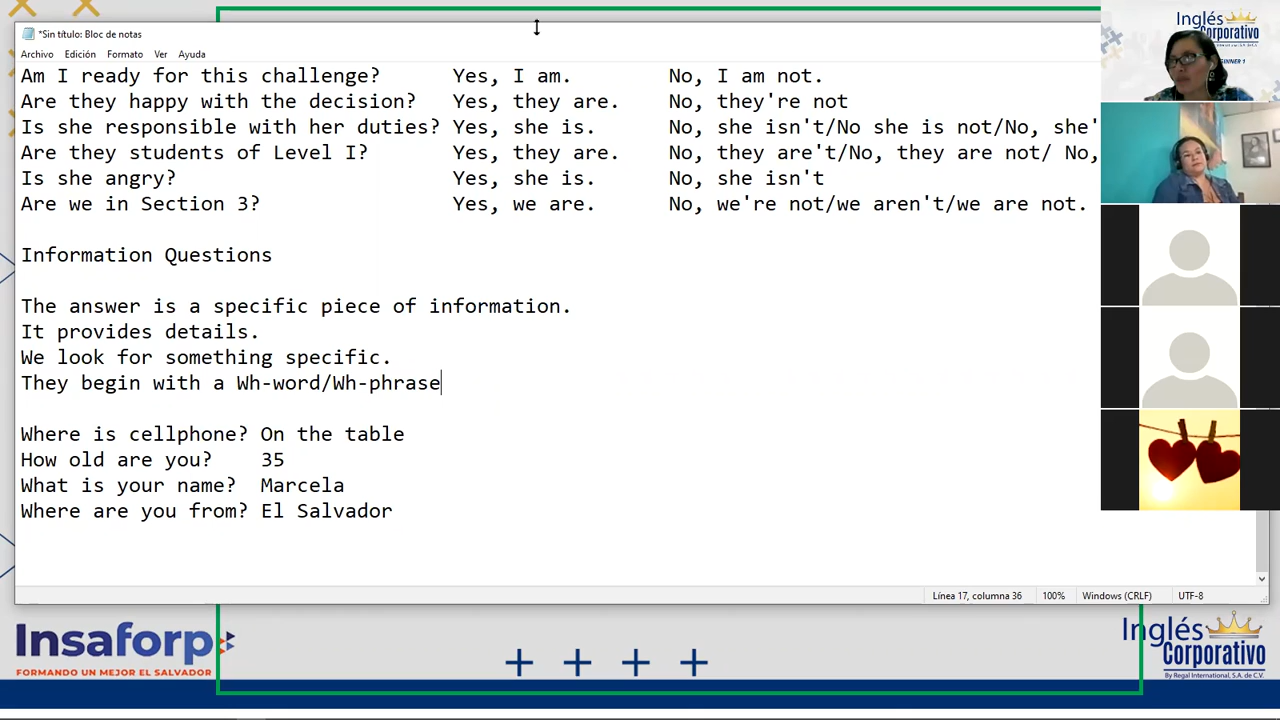 *Sin título: Bloc de notas
Archivo Edición Formato Ver Ayuda
Am I ready for this challenge? Yes, I am. No, I am not.
Are they happy with the decision? Yes, they are. No, they're not
Is she responsible with her duties? Yes, she is. No, she isn't/No she is not/No, she'
Are they students of Level I? Yes, they are. No, they are't/No, they are not/ No,
Is she angry? Yes, she is. No, she isn't
Are we in Section 3? Yes, we are. No, we're not/we aren't/we are not.
Information Questions
The answer is a specific piece of information.
It provides details.
We look for something specific.
They begin with a Wh-word/Wh-phrase
Where is cellphone? On the table
How old are you? 35
What is your name? Marcela
Where are you from? El Salvador
Línea 17, columna 36 100% Windows (CRLF) UTF-8
Inglés
Corporativo
Insaforp
FORMANDO UN MEJOR EL SALVADOR
Inglés
Corporativo
By Regal International, S.A. de C.V.